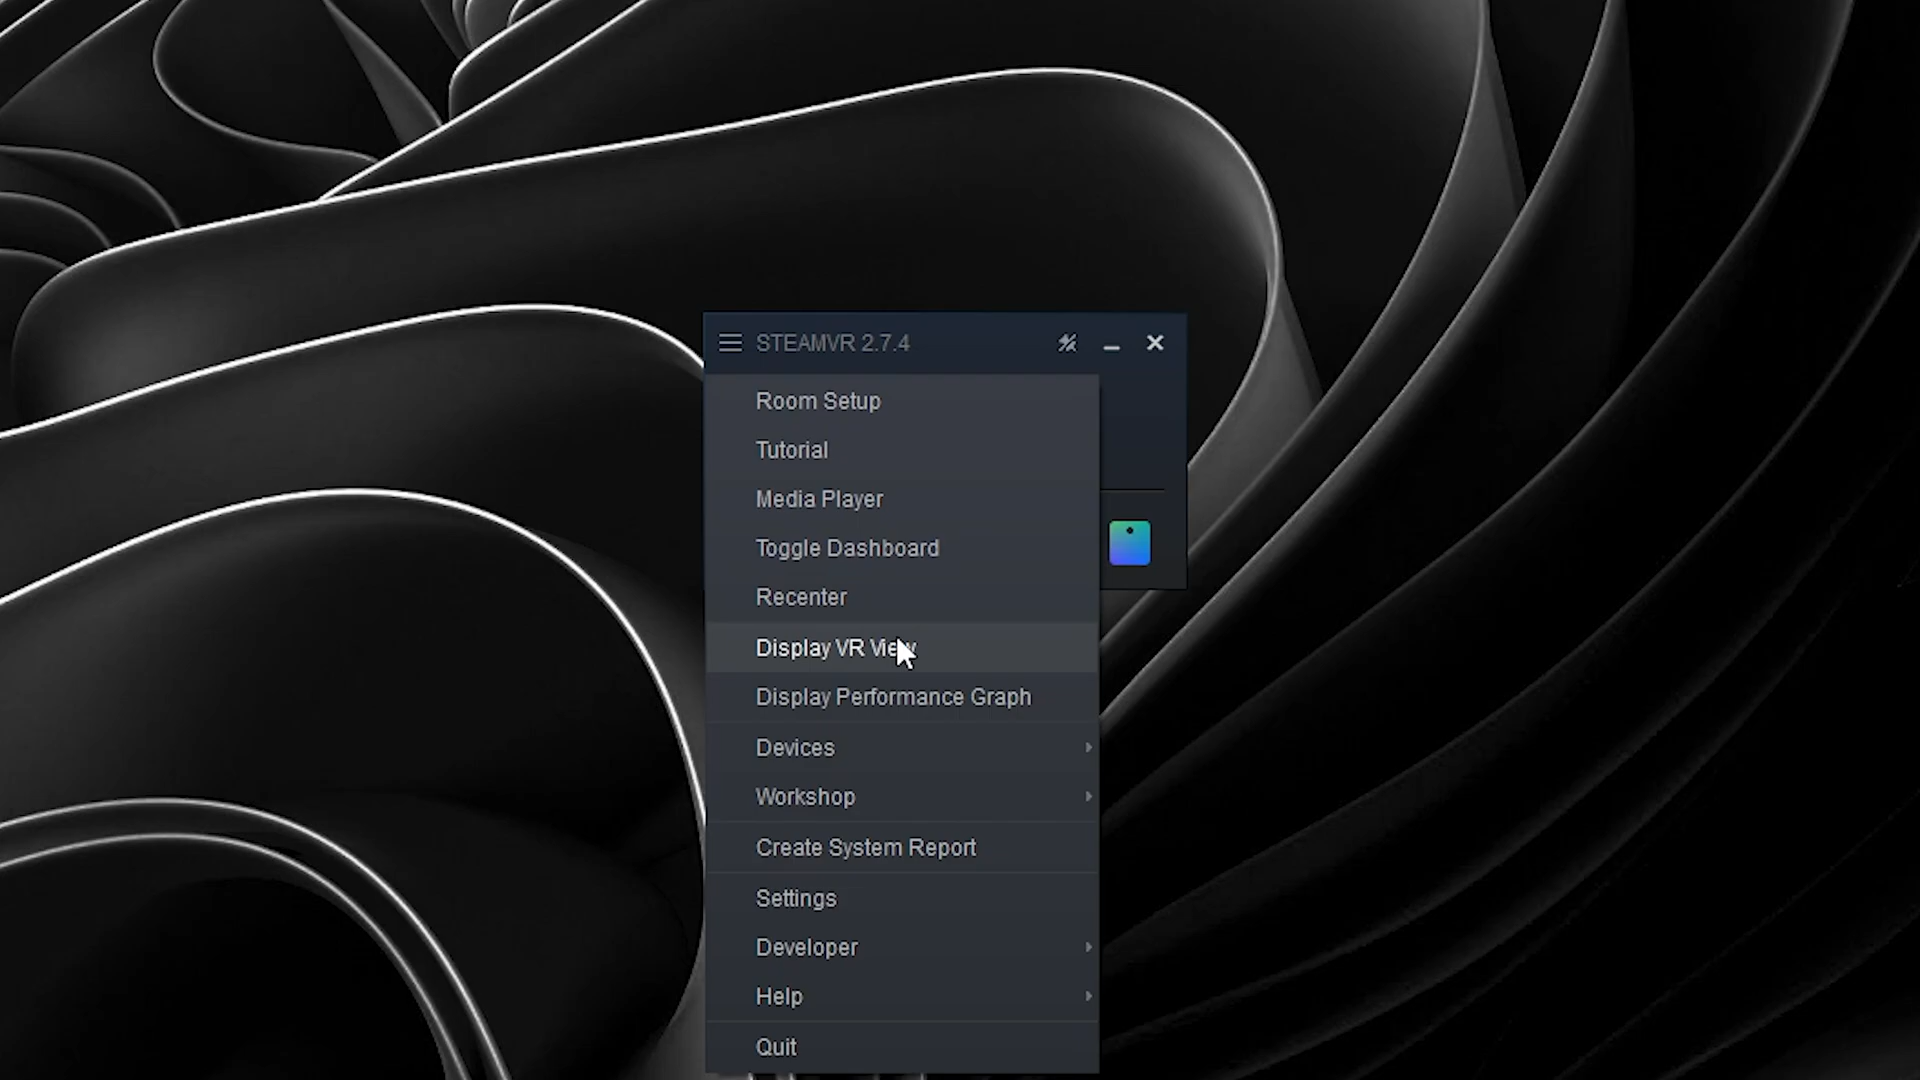 STEAMVR 2.7.4
Room Setup
Tutorial
Media Player
Toggle Dashboard
Recenter
Display VR View
Display Performance Graph
Devices
Workshop
Create System Report
Settings
Developer
Help
Quit